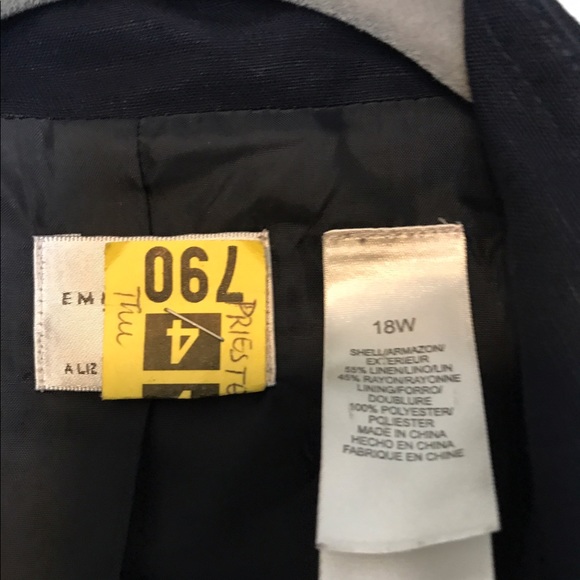 EM
A LIZ
790
4
Thu
PRIESTE
18W
SHELL/ARMAZON/
EXTERIEUR
55% LINEN/LINO/LIN
45% RAYON/RAYONNE
LINING/FORRO/
DOUBLURE
100% POLYESTER/
POLIESTER
MADE IN CHINA
HECHO EN CHINA
FABRIQUE EN CHINE